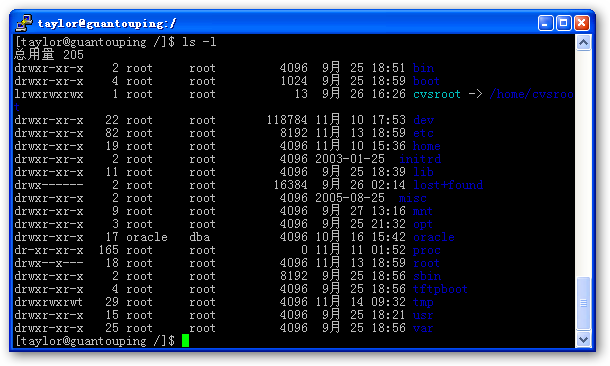 taylor@guantouping:/
[taylor@guantouping /]$ ls -l
总用量 205
drwxr-xr-x 2 root root 4096 9月 25 18:51 bin
drwxr-xr-x 4 root root 1024 9月 25 18:59 boot
lrwxrwxrwx 1 root root 13 9月 26 16:26 cvsroot -> /home/cvsroo
t
drwxr-xr-x 22 root root 118784 11月 10 17:53 dev
drwxr-xr-x 82 root root 8192 11月 13 18:59 etc
drwxr-xr-x 19 root root 4096 11月 10 15:36 home
drwxr-xr-x 2 root root 4096 2003-01-25 initrd
drwxr-xr-x 11 root root 4096 9月 25 18:39 lib
drwx------ 2 root root 16384 9月 26 02:14 lost+found
drwxr-xr-x 2 root root 4096 2005-08-25 misc
drwxr-xr-x 9 root root 4096 9月 27 13:16 mnt
drwxr-xr-x 3 root root 4096 9月 25 21:32 opt
drwxr-xr-x 17 oracle dba 4096 10月 16 15:42 oracle
dr-xr-xr-x 165 root root 0 11月 11 01:52 proc
drwxr-x--- 18 root root 4096 11月 13 18:59 root
drwxr-xr-x 2 root root 8192 9月 25 18:56 sbin
drwxr-xr-x 4 root root 4096 9月 25 18:56 tftpboot
drwxrwxrwt 29 root root 4096 11月 14 09:32 tmp
drwxr-xr-x 15 root root 4096 9月 25 18:21 usr
drwxr-xr-x 25 root root 4096 9月 25 18:56 var
[taylor@guantouping /]$